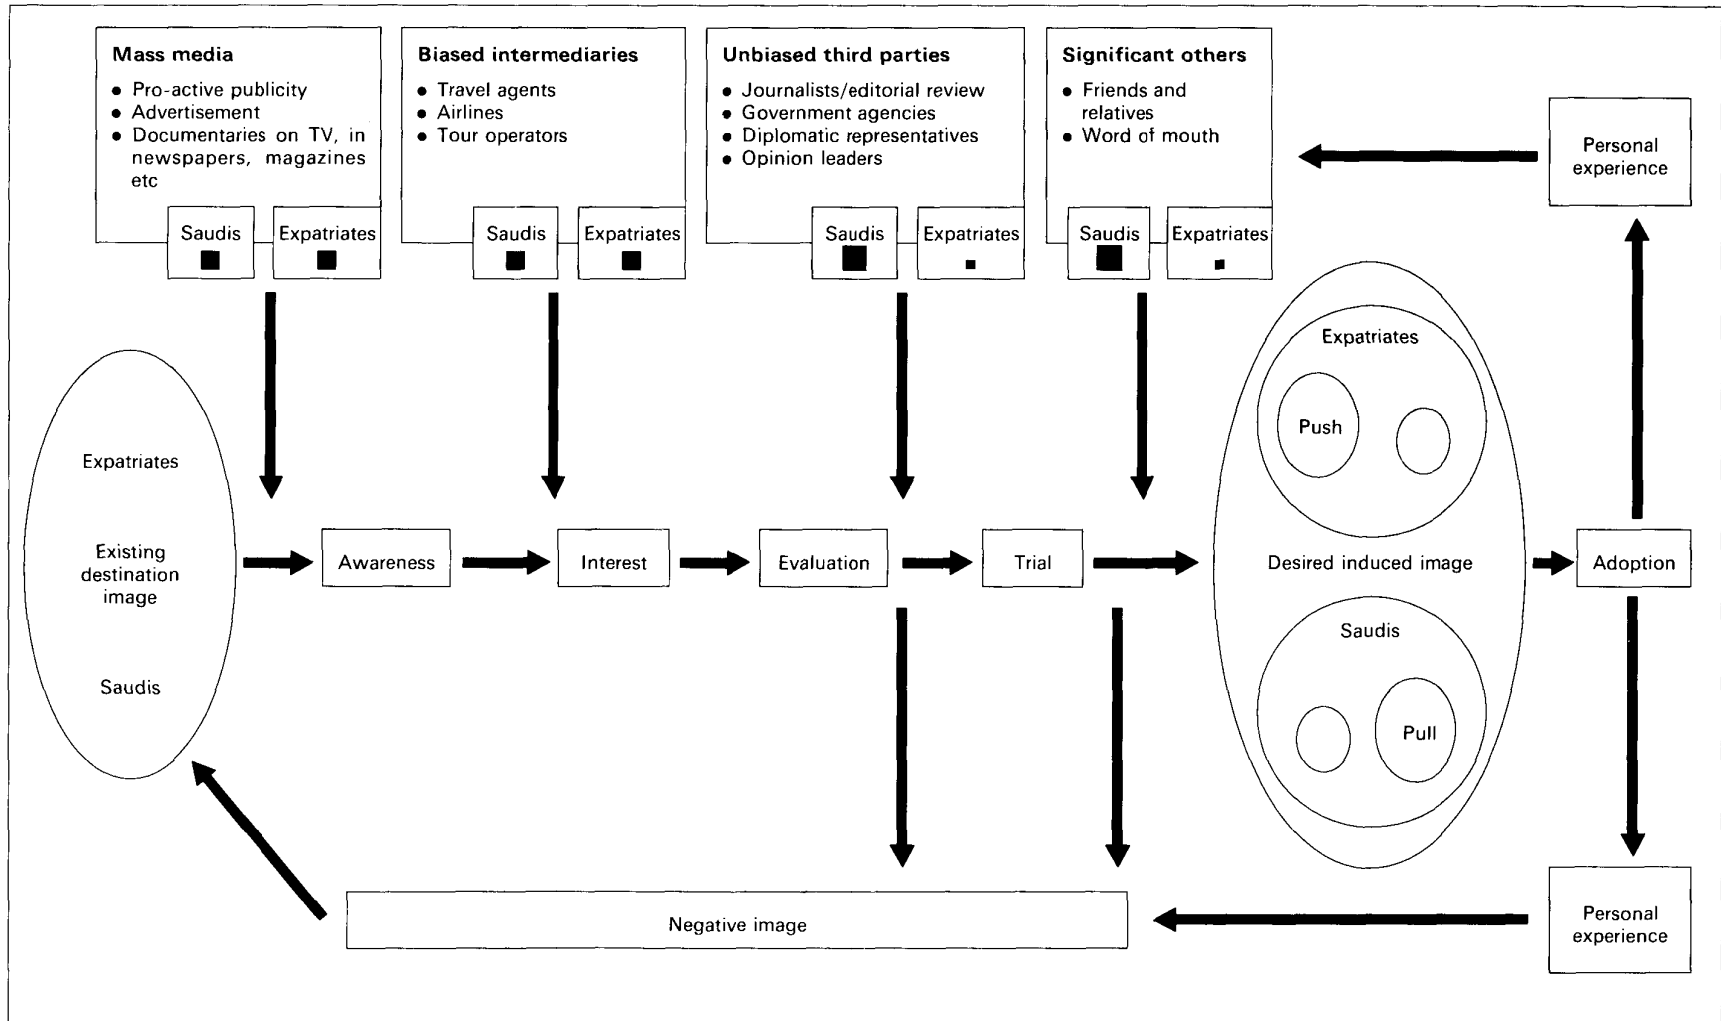 Mass media
• Pro-active publicity
• Advertisement
• Documentaries on TV, in
newspapers, magazines
etc
Saudis
Expatriates
Biased intermediaries
• Travel agents
• Airlines
• Tour operators
Saudis
Expatriates
Unbiased third parties
• Journalists/editorial review
• Government agencies
• Diplomatic representatives
• Opinion leaders
Saudis
Expatriates
Significant others
• Friends and
relatives
• Word of mouth
Saudis
Expatriates
Personal
experience
Expatriates
Existing
destination
image
Saudis
Awareness
Interest
Evaluation
Trial
Expatriates
Push
Desired induced image
Saudis
Pull
Adoption
Negative image
Personal
experience